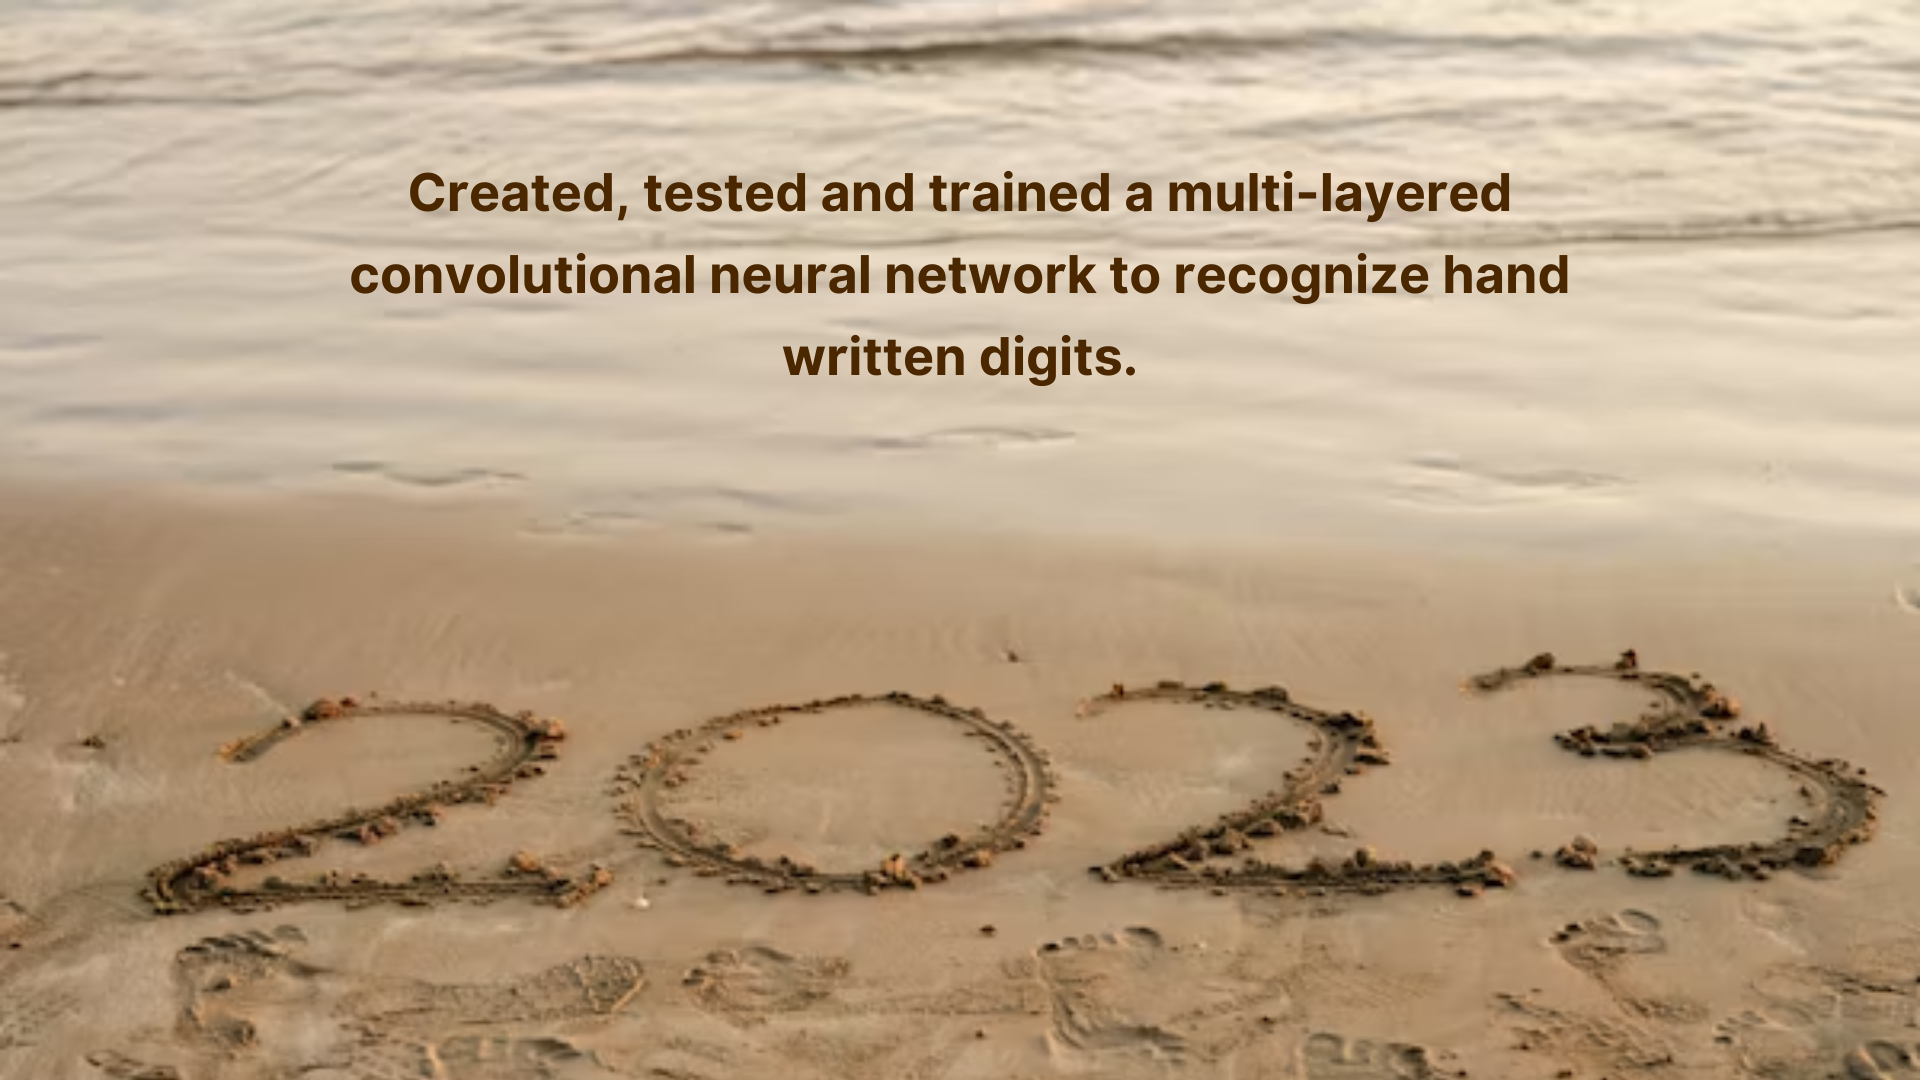 Created, tested and trained a multi-layered
convolutional neural network to recognize hand
written digits.
2023